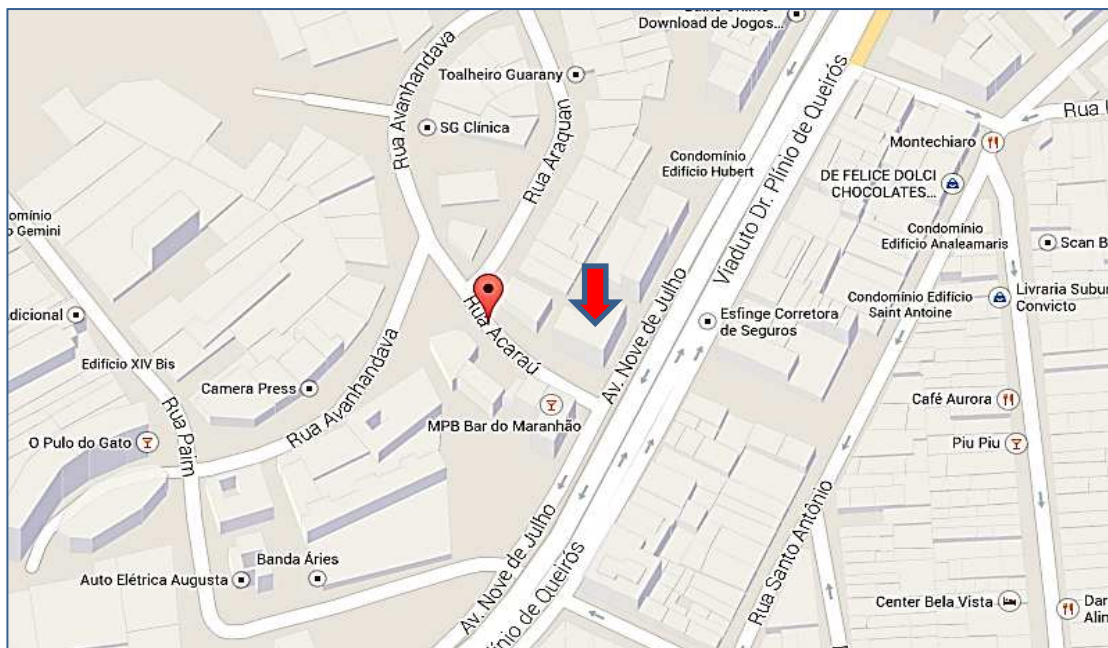 Download de Jogos...
Toalheiro Guarany
Rua Avanhandava
SG Clínica
Rua Araquan
Condomínio
Edifício Hubert
Viaduto Dr. Plínio de Queirós
Montechiaro
Rua
DE FELICE DOLCI
CHOCOLATES...
Condomínio
Edifício Analeamaris
Scan B
Gemini
Rua Acaraú
Av. Nove de Julho
Esfinge Corretora
de Seguros
Condomínio Edifício
Saint Antoine
Livraria Subur
Convicto
Edifício XIV Bis
Camera Press
Rua Avanhandava
MPB Bar do Maranhão
Café Aurora
O Pulo do Gato
Rua Paim
Piu Piu
Banda Áries
Auto Elétrica Augusta
Av. Nove de Julho
de Queirós
Rua Santo Antônio
Center Bela Vista
Dar
Alin